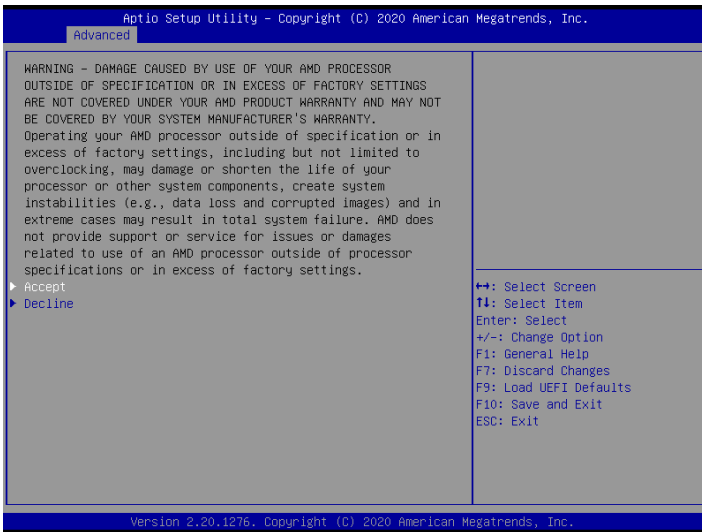 Aptio Setup Utility – Copyright (C) 2020 American Megatrends, Inc.
Advanced
WARNING – DAMAGE CAUSED BY USE OF YOUR AMD PROCESSOR
OUTSIDE OF SPECIFICATION OR IN EXCESS OF FACTORY SETTINGS
ARE NOT COVERED UNDER YOUR AMD PRODUCT WARRANTY AND MAY NOT
BE COVERED BY YOUR SYSTEM MANUFACTURER'S WARRANTY.
Operating your AMD processor outside of specification or in
excess of factory settings, including but not limited to
overclocking, may damage or shorten the life of your
processor or other system components, create system
instabilities (e.g., data loss and corrupted images) and in
extreme cases may result in total system failure. AMD does
not provide support or service for issues or damages
related to use of an AMD processor outside of processor
specifications or in excess of factory settings.
Accept
Decline
↔: Select Screen
↑↓: Select Item
Enter: Select
+/-: Change Option
F1: General Help
F7: Discard Changes
F9: Load UEFI Defaults
F10: Save and Exit
ESC: Exit
Version 2.20.1276. Copyright (C) 2020 American Megatrends, Inc.